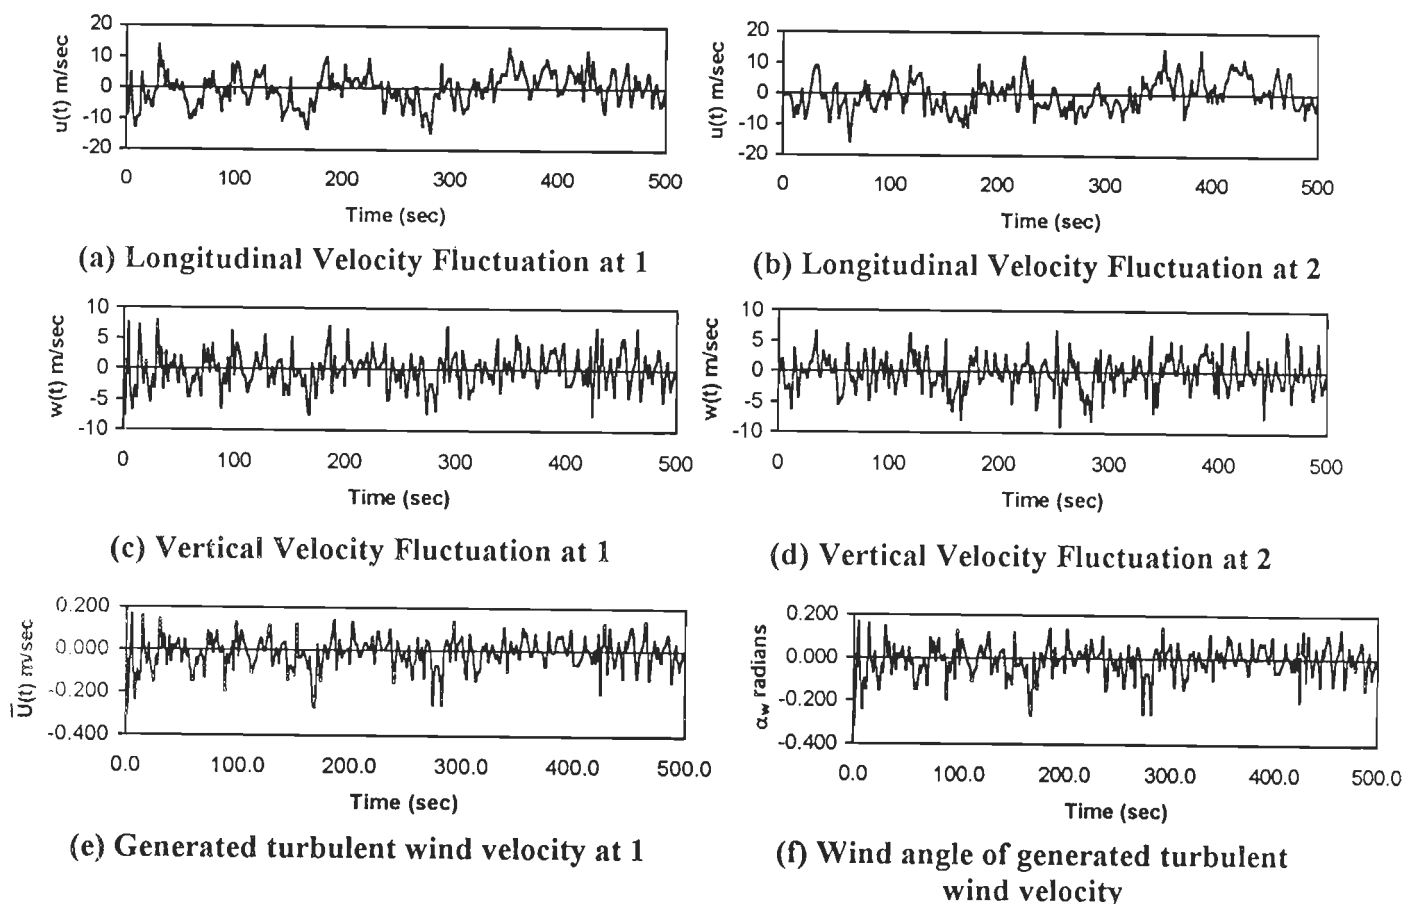 20
10
0
-10
-20
u(t) m/sec
0 100 200 300 400 500
Time (sec)
(a) Longitudinal Velocity Fluctuation at 1
20
10
0
-10
-20
u(t) m/sec
0 100 200 300 400 500
Time (sec)
(b) Longitudinal Velocity Fluctuation at 2
10
5
0
-5
-10
w(t) m/sec
0 100 200 300 400 500
Time (sec)
(c) Vertical Velocity Fluctuation at 1
10
5
0
-5
-10
w(t) m/sec
0 100 200 300 400 500
Time (sec)
(d) Vertical Velocity Fluctuation at 2
0.200
0.000
-0.200
-0.400
Ū(t) m/sec
0.0 100.0 200.0 300.0 400.0 500.0
Time (sec)
(e) Generated turbulent wind velocity at 1
0.200
0.000
-0.200
-0.400
αw radians
0.0 100.0 200.0 300.0 400.0 500.0
Time (sec)
(f) Wind angle of generated turbulent
wind velocity